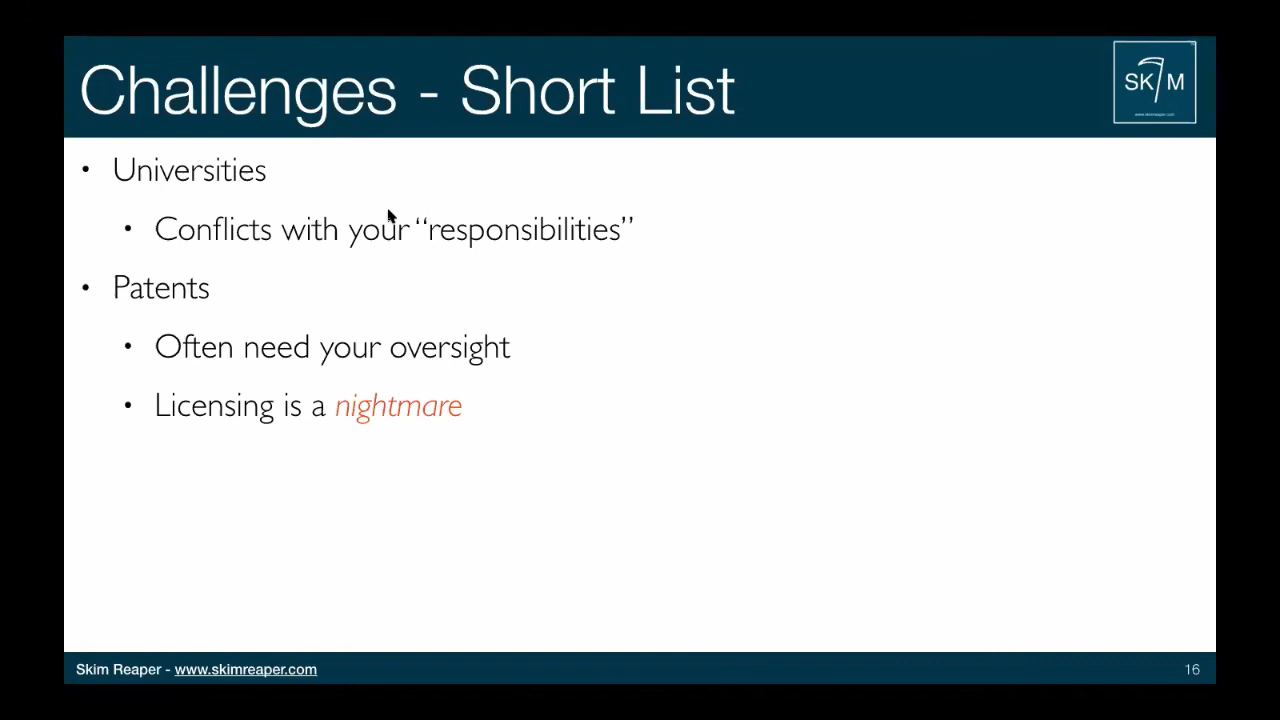 Challenges - Short List
SK M
www.skimreaper.com
• Universities
• Conflicts with your “responsibilities”
• Patents
• Often need your oversight
• Licensing is a nightmare
Skim Reaper - www.skimreaper.com
16